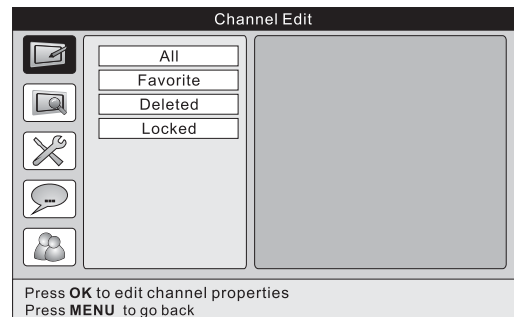 Channel Edit
All
Favorite
Deleted
Locked
...
Press OK to edit channel properties
Press MENU to go back